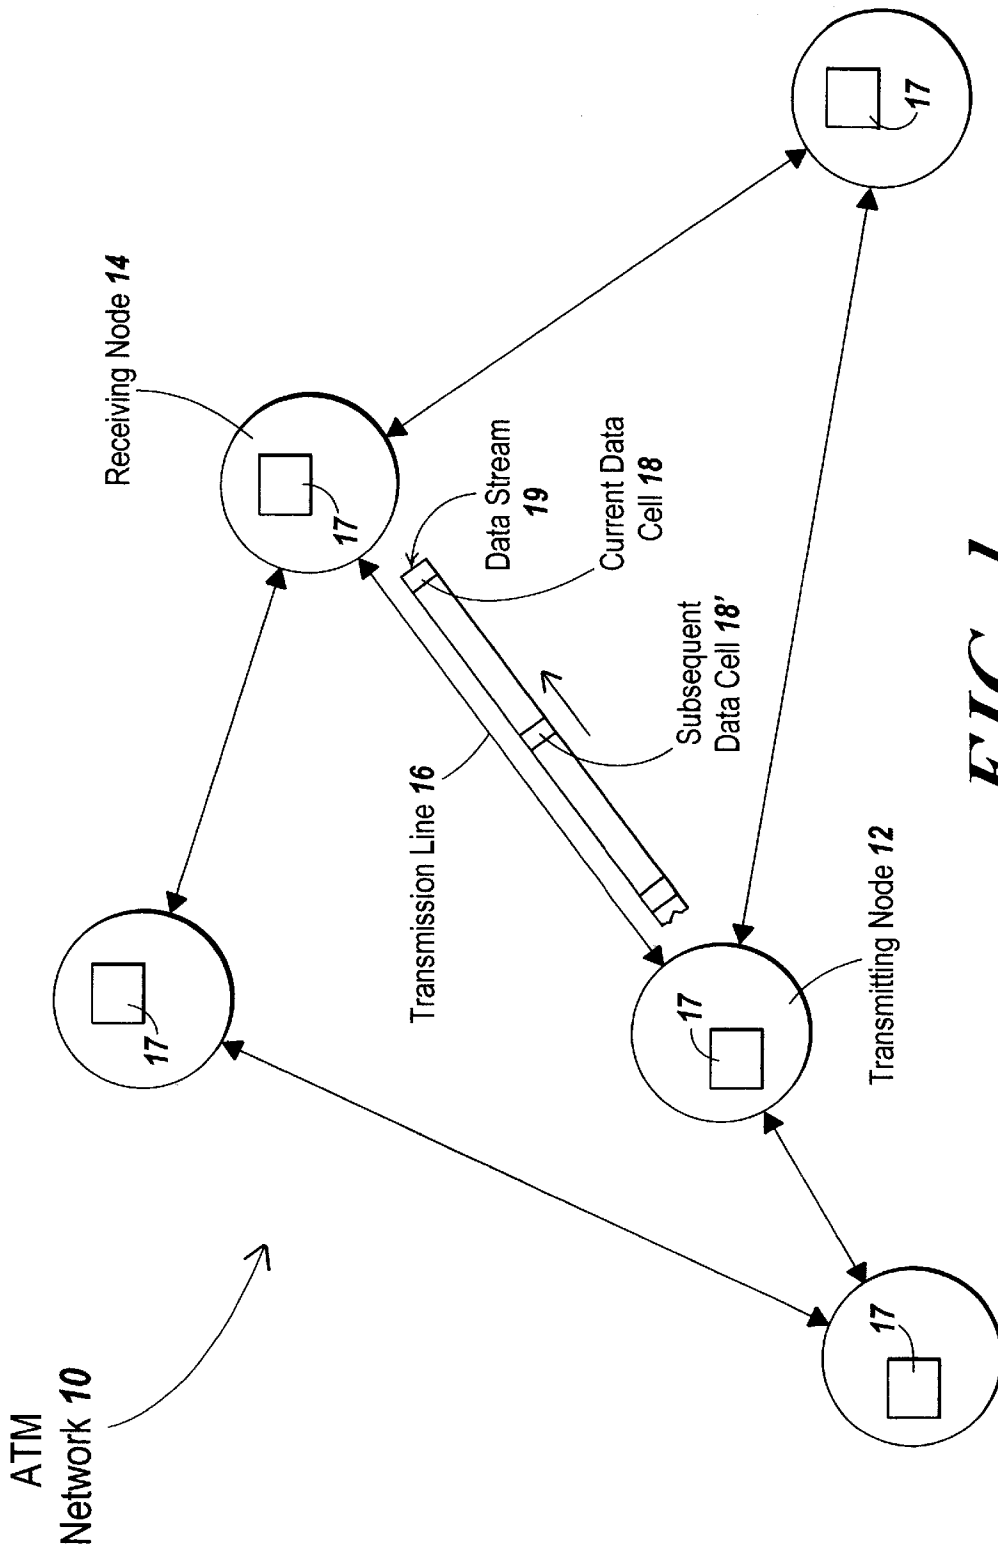 ATM
Network 10
Receiving Node 14
17
17
17
Data Stream
19
Current Data
Cell 18
Transmission Line 16
Subsequent
Data Cell 18'
17
17
Transmitting Node 12
FIG. 1